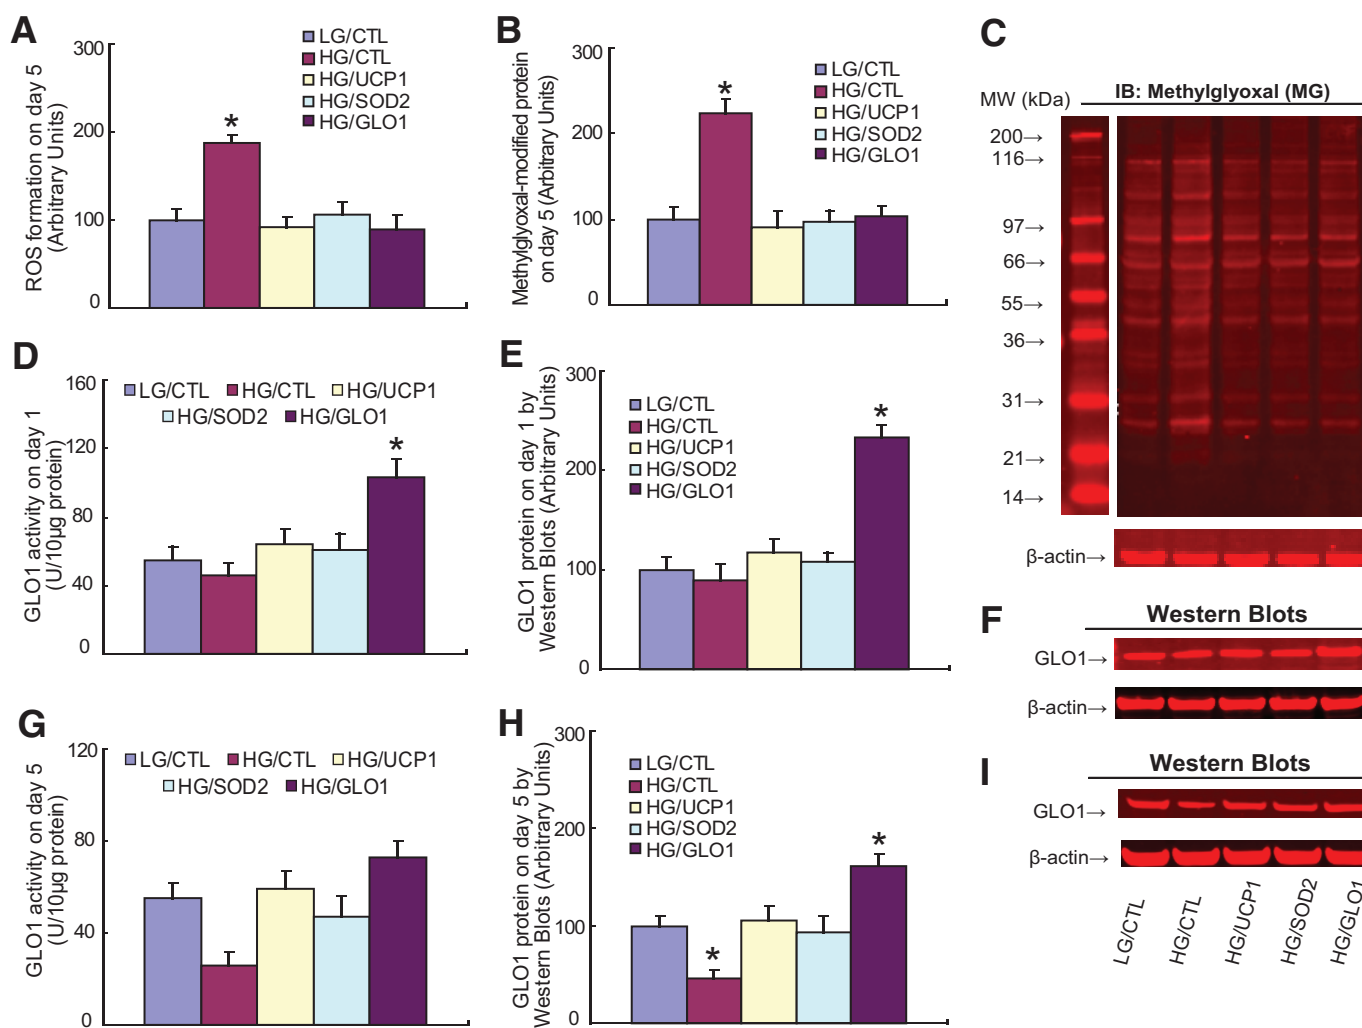 A
ROS formation on day 5
(Arbitrary Units)
300
200
100
0
*
LG/CTL
HG/CTL
HG/UCP1
HG/SOD2
HG/GLO1
B
Methylglyoxal-modified protein
on day 5 (Arbitrary Units)
300
200
100
0
*
LG/CTL
HG/CTL
HG/UCP1
HG/SOD2
HG/GLO1
C
IB: Methylglyoxal (MG)
MW (kDa)
200→
116→
97→
66→
55→
36→
31→
21→
14→
β-actin→
D
GLO1 activity on day 1
(U/10µg protein)
160
120
80
40
0
LG/CTL HG/CTL HG/UCP1
HG/SOD2 HG/GLO1
*
E
GLO1 protein on day 1 by
Western Blots (Arbitrary Units)
300
200
100
0
LG/CTL
HG/CTL
HG/UCP1
HG/SOD2
HG/GLO1
*
F
Western Blots
GLO1→
β-actin→
G
GLO1 activity on day 5
(U/10µg protein)
120
80
40
0
LG/CTL HG/CTL HG/UCP1
HG/SOD2 HG/GLO1
H
GLO1 protein on day 5 by
Western Blots (Arbitrary Units)
300
200
100
0
LG/CTL
HG/CTL
HG/UCP1
HG/SOD2
HG/GLO1
*
*
I
Western Blots
GLO1→
β-actin→
LG/CTL
HG/CTL
HG/UCP1
HG/SOD2
HG/GLO1